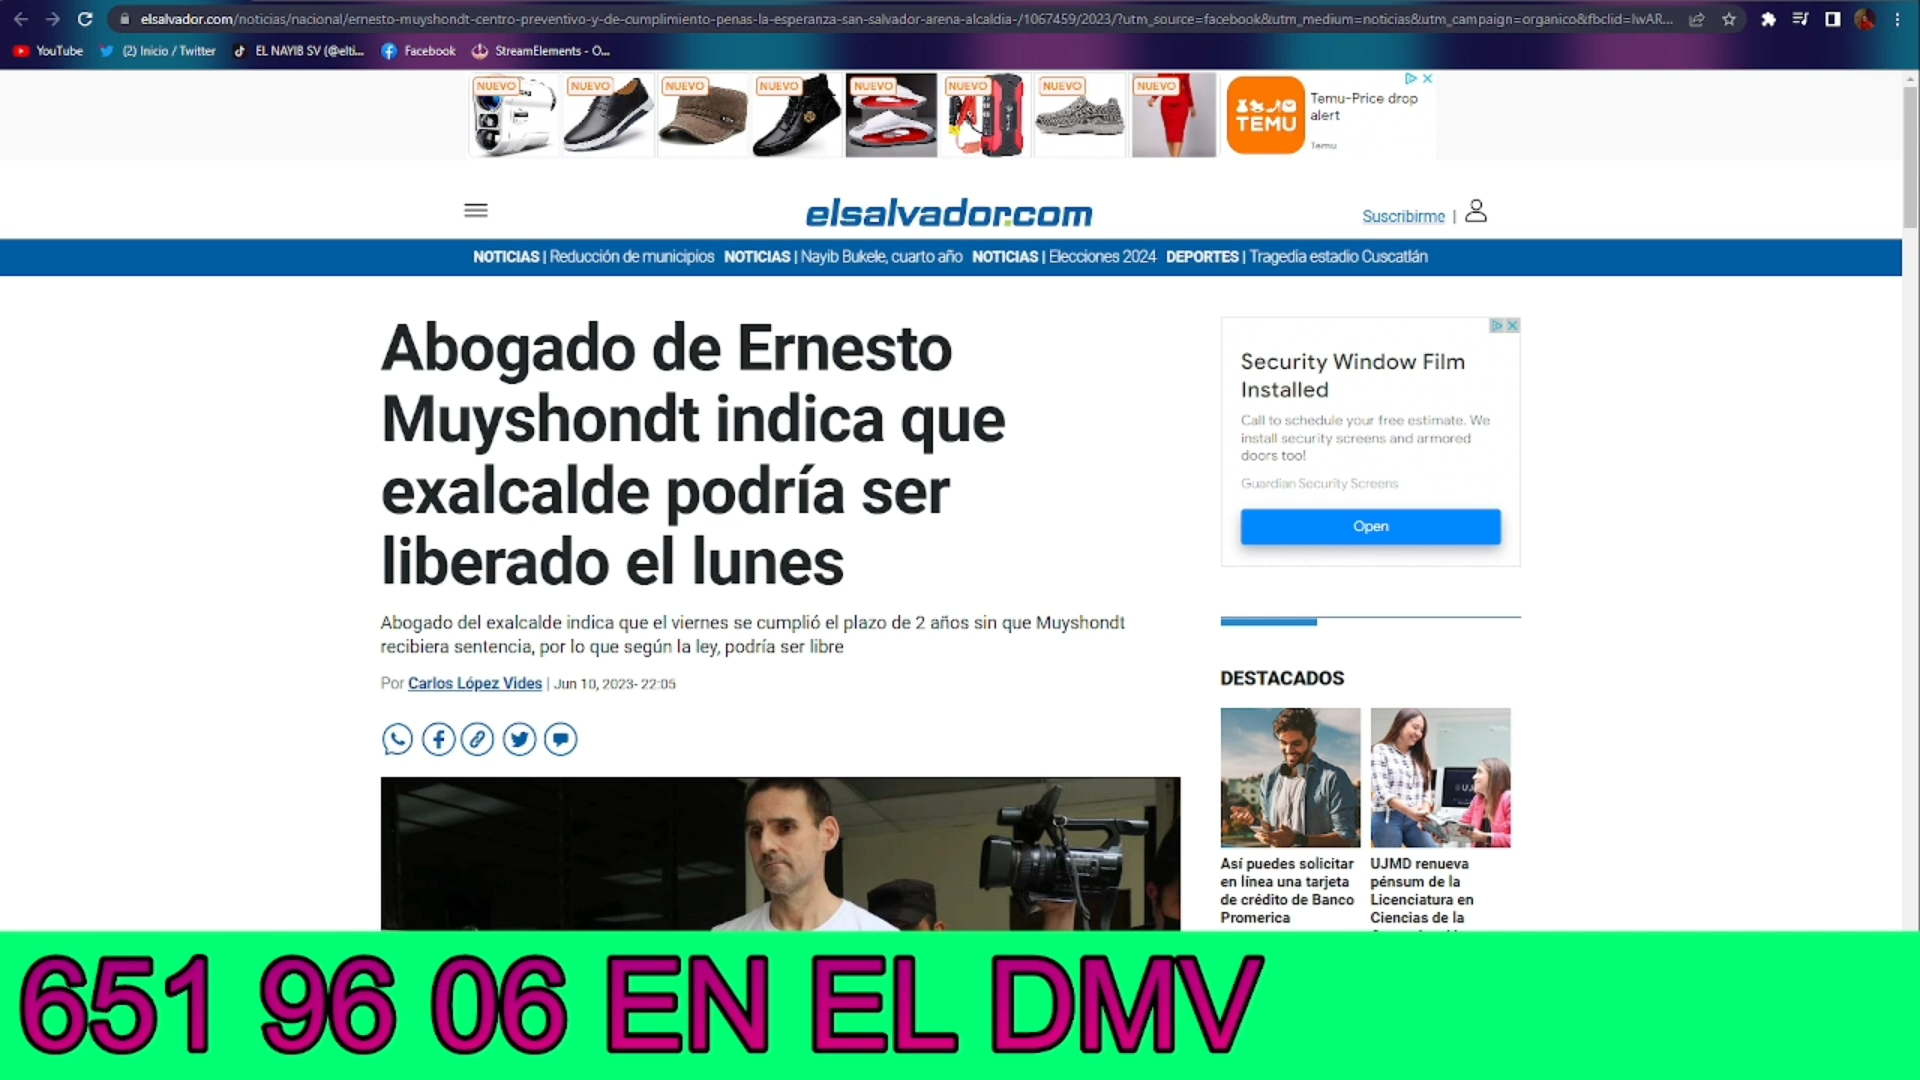 elsalvador.com/noticias/nacional/ernesto-muyshondt-centro-preventivo-y-de-cumplimiento-penas-la-esperanza-san-salvador-arena-alcaldia-/1067459/2023/?utm_source=facebook&utm_medium=noticias&utm_campaign=organico&fbclid=IwAR...
YouTube (2) Inicio / Twitter EL NAYIB SV (@elti... Facebook StreamElements - O...
NUEVO NUEVO NUEVO NUEVO NUEVO NUEVO NUEVO NUEVO
TEMU
Temu-Price drop
alert
Temu
elsalvador.com
Suscribirme |
NOTICIAS | Reducción de municipios NOTICIAS | Nayib Bukele, cuarto año NOTICIAS | Elecciones 2024 DEPORTES | Tragedia estadio Cuscatlán
Abogado de Ernesto
Muyshondt indica que
exalcalde podría ser
liberado el lunes
Abogado del exalcalde indica que el viernes se cumplió el plazo de 2 años sin que Muyshondt
recibiera sentencia, por lo que según la ley, podría ser libre
Por Carlos López Vides | Jun 10, 2023- 22:05
Security Window Film
Installed
Call to schedule your free estimate. We
install security screens and armored
doors too!
Guardian Security Screens
Open
DESTACADOS
Así puedes solicitar
en línea una tarjeta
de crédito de Banco
Promerica
UJMD renueva
pénsum de la
Licenciatura en
Ciencias de la
651 96 06 EN EL DMV